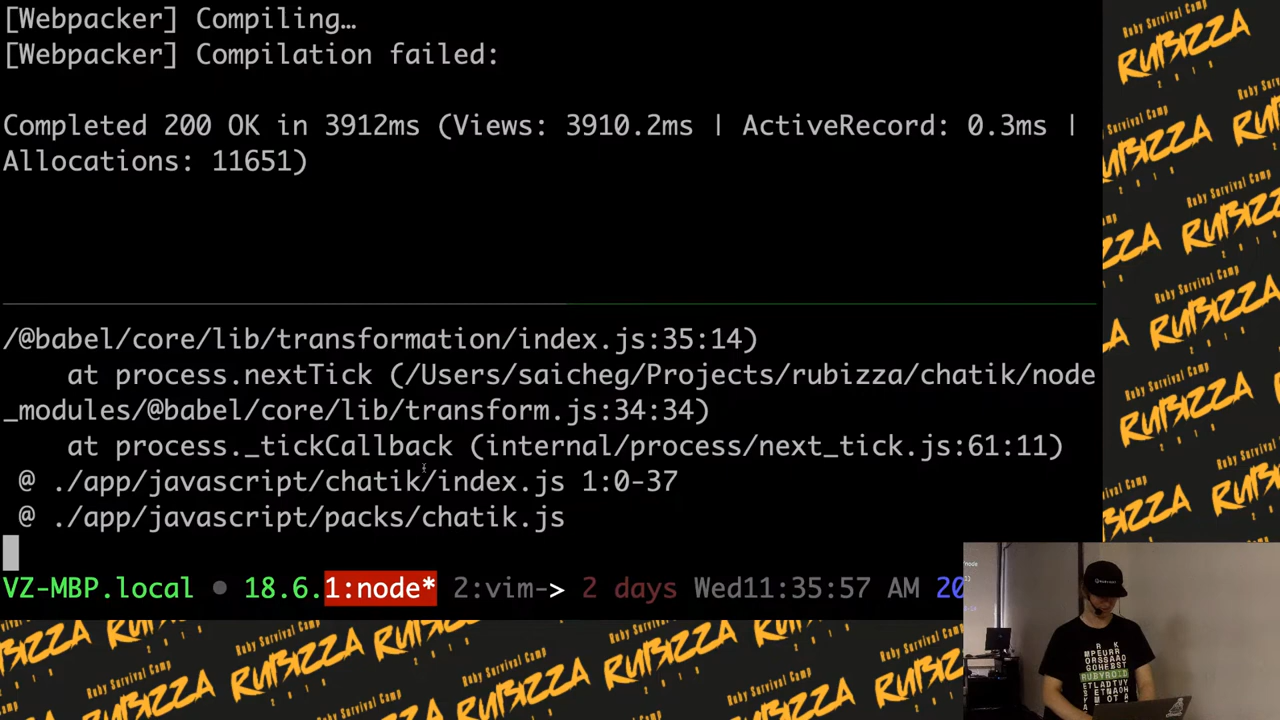 [Webpacker] Compiling…
[Webpacker] Compilation failed:
Completed 200 OK in 3912ms (Views: 3910.2ms | ActiveRecord: 0.3ms |
Allocations: 11651)
/@babel/core/lib/transformation/index.js:35:14)
at process.nextTick (/Users/saicheg/Projects/rubizza/chatik/node
_modules/@babel/core/lib/transform.js:34:34)
at process._tickCallback (internal/process/next_tick.js:61:11)
@ ./app/javascript/chatik/index.js 1:0-37
@ ./app/javascript/packs/chatik.js
VZ-MBP.local • 18.6.1:node* 2:vim-> 2 days Wed11:35:57 AM 20
Ruby Survival Camp
RUBIZZA
2019
RUBYROID